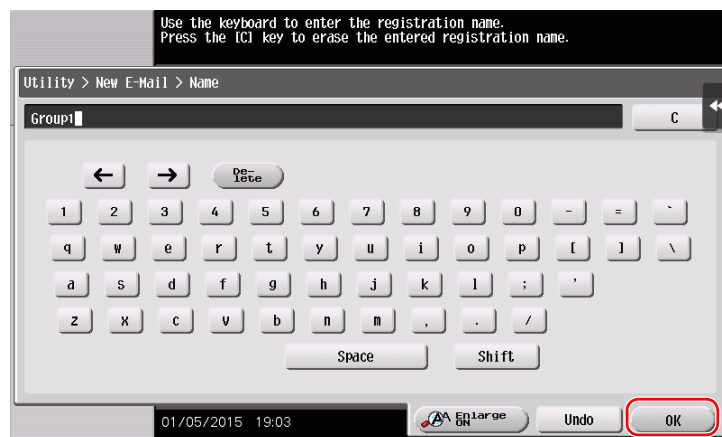 Use the keyboard to enter the registration name.
Press the [C] key to erase the entered registration name.
Utility > New E-Mail > Name
Group1
C
De-
lete
1 2 3 4 5 6 7 8 9 0 - = `
q w e r t y u i o p [ ] \
a s d f g h j k l ; '
z x c v b n m , . /
Space Shift
01/05/2015 19:03
Enlarge
ON
Undo
OK